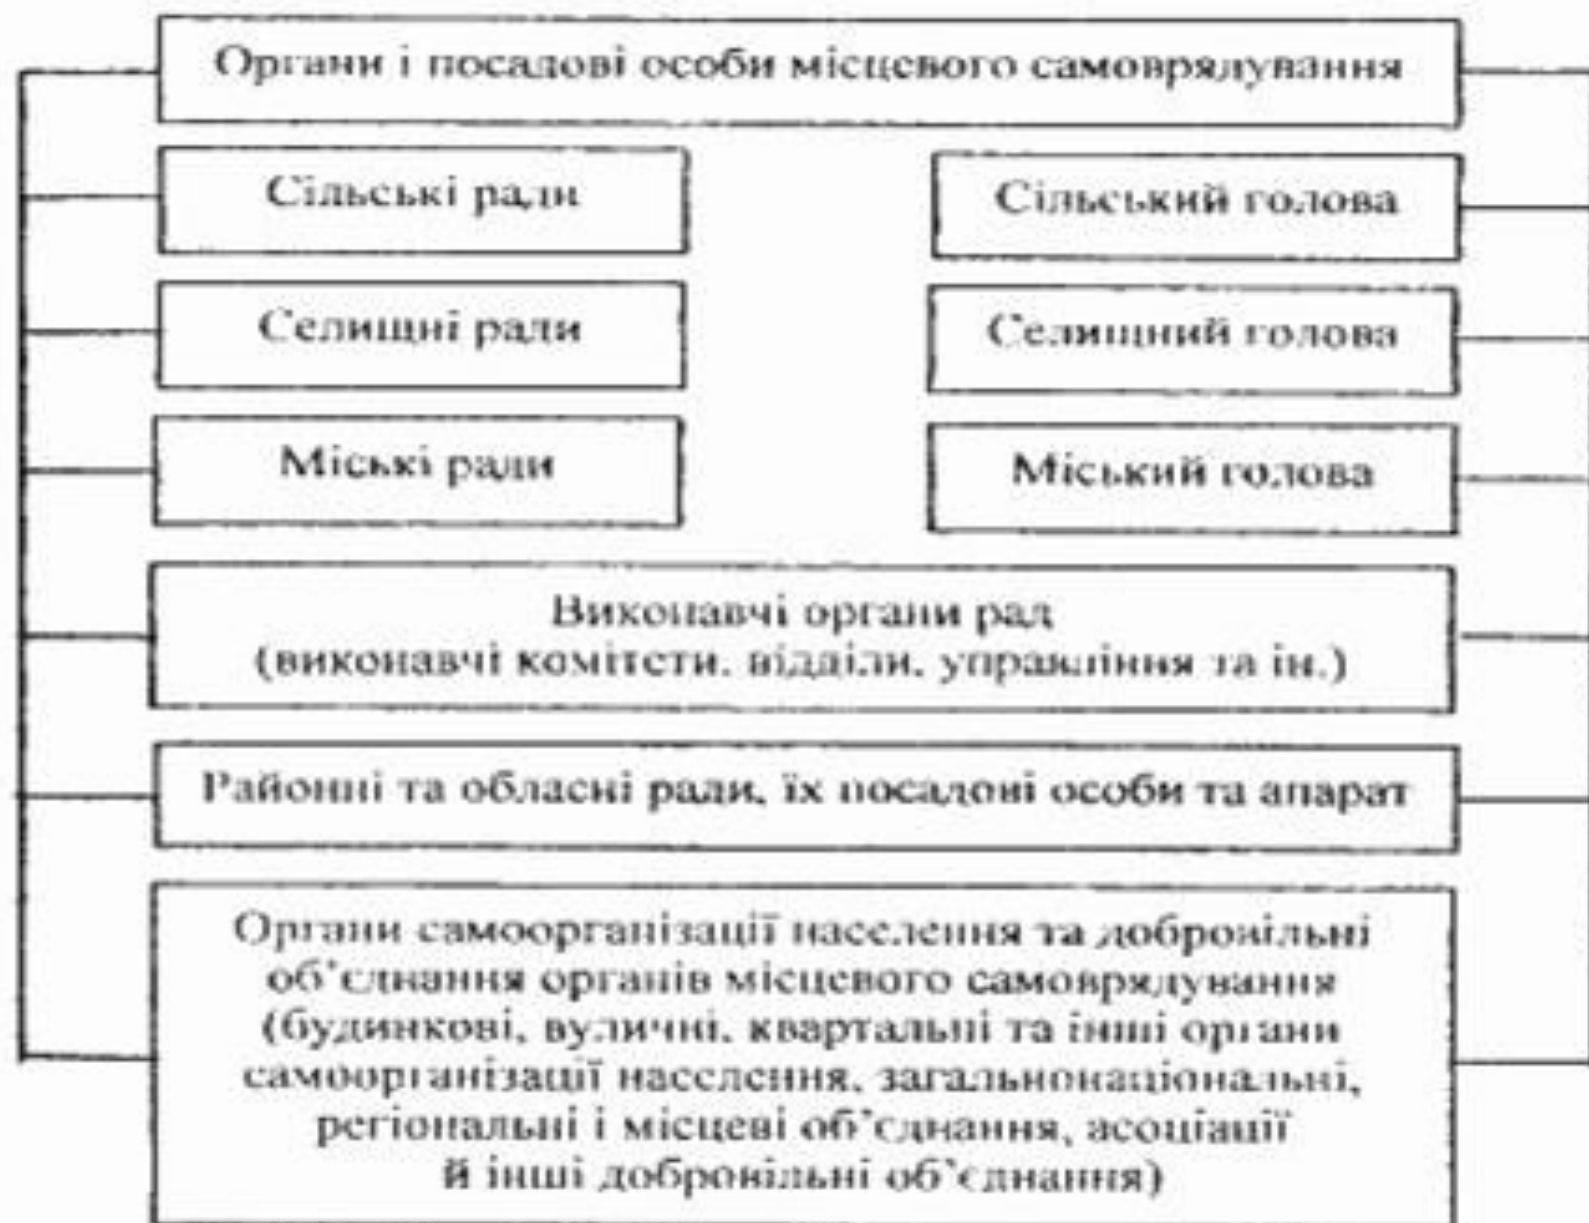 Органи і посадові особи місцевого самоврядування
Сільські ради
Сільський голова
Селищні ради
Селищний голова
Міські ради
Міський голова
Виконавчі органи рад
(виконавчі комітети, відділи, управління та ін.)
Районні та обласні ради, їх посадові особи та апарат
Органи самоорганізації населення та добровільні
об’єднання органів місцевого самоврядування
(будинкові, вуличні, квартальні та інші органи
самоорганізації населення, загальнонаціональні,
регіональні і місцеві об’єднання, асоціації
й інші добровільні об’єднання)